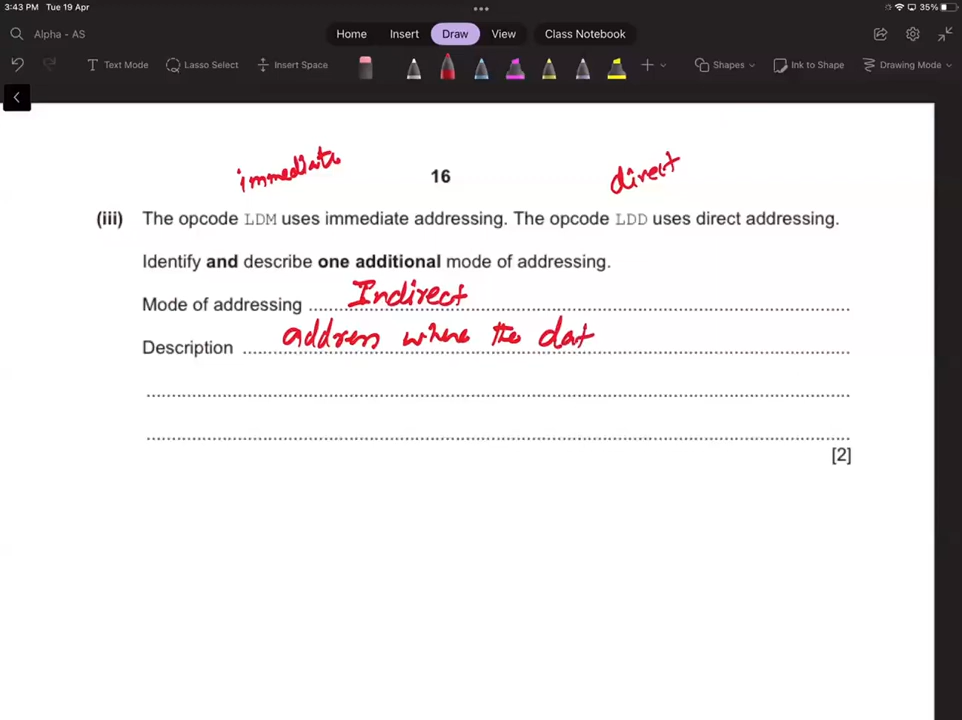 3:43 PM Tue 19 Apr
35%
Alpha - AS
Home Insert Draw View Class Notebook
Text Mode Lasso Select Insert Space Shapes Ink to Shape Drawing Mode
immediate
16
direct
(iii) The opcode LDM uses immediate addressing. The opcode LDD uses direct addressing.
Identify and describe one additional mode of addressing.
Mode of addressing Indirect
Description address where the dat
[2]